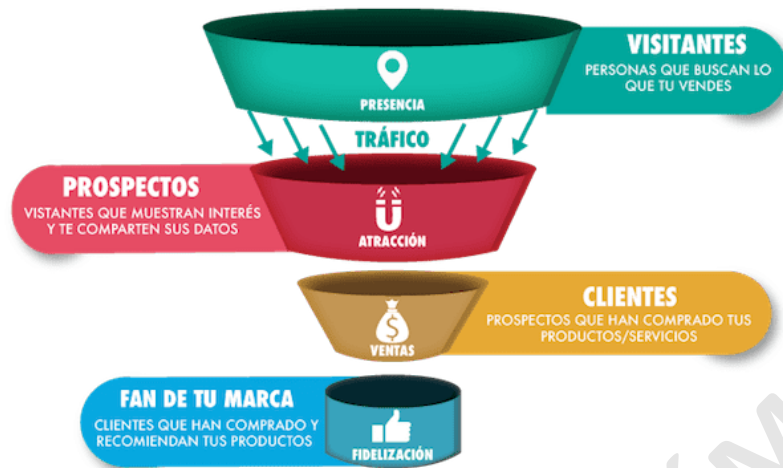 VISITANTES
PERSONAS QUE BUSCAN LO
QUE TU VENDES
PRESENCIA
TRÁFICO
PROSPECTOS
VISTANTES QUE MUESTRAN INTERÉS
Y TE COMPARTEN SUS DATOS
ATRACCIÓN
CLIENTES
PROSPECTOS QUE HAN COMPRADO TUS
PRODUCTOS/SERVICIOS
$
VENTAS
FAN DE TU MARCA
CLIENTES QUE HAN COMPRADO Y
RECOMIENDAN TUS PRODUCTOS
FIDELIZACIÓN